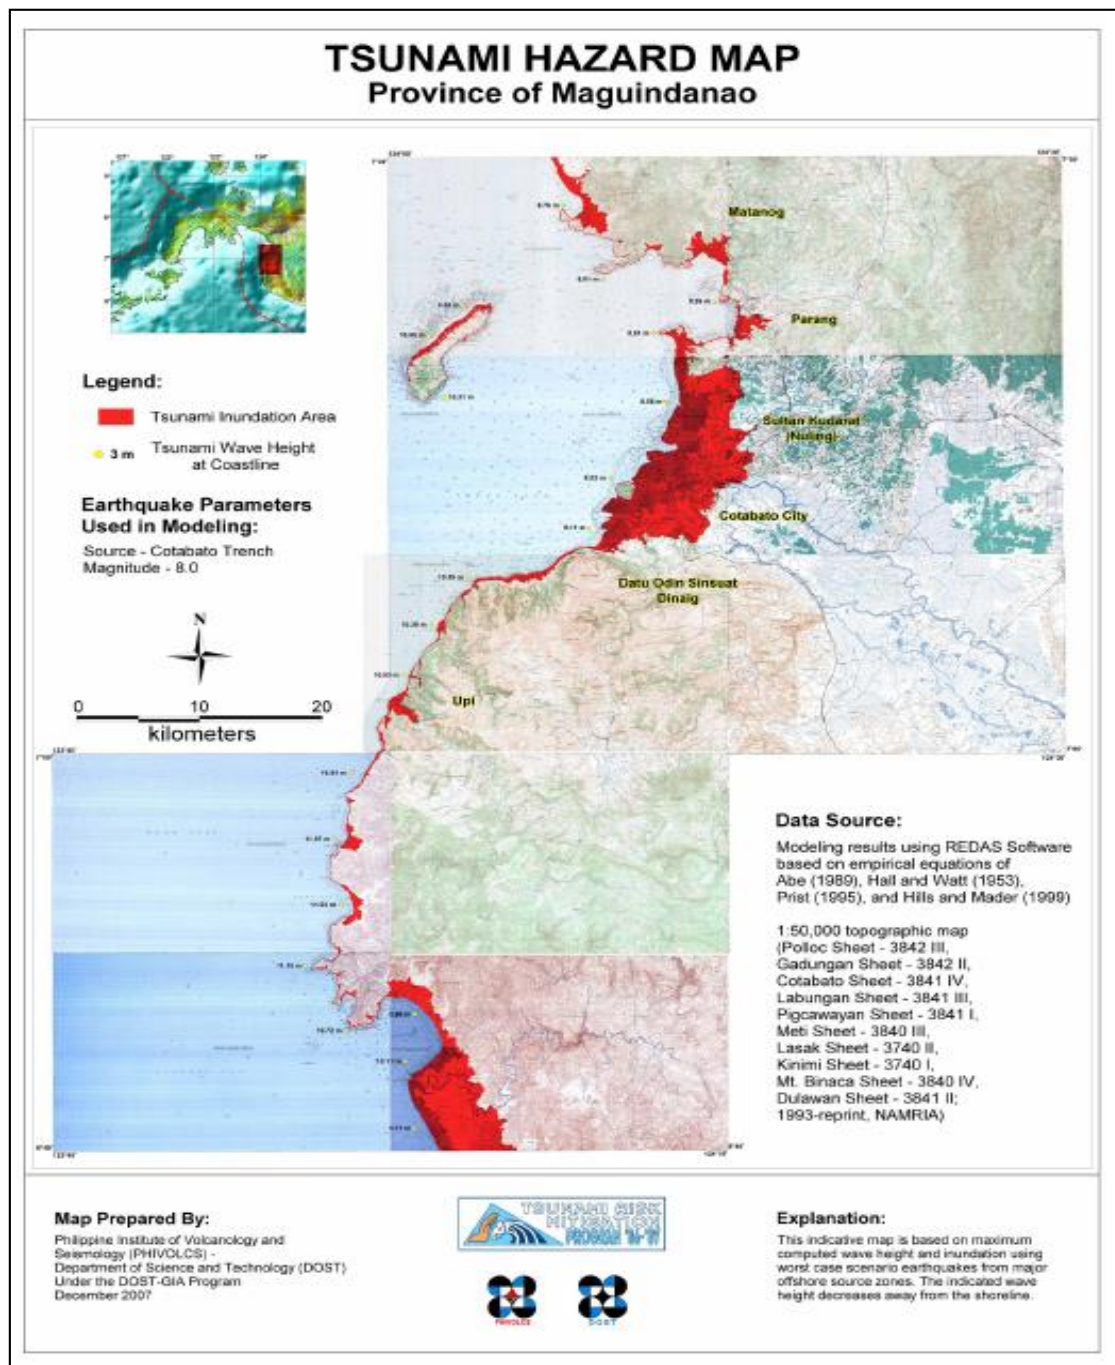 TSUNAMI HAZARD MAP
Province of Maguindanao
Matanog
Parang
Sultan Kudarat
(Nuling)
Cotabato City
Datu Odin Sinsuat
Dinaig
Upi
Legend:
Tsunami Inundation Area
3 m
Tsunami Wave Height
at Coastline
Earthquake Parameters
Used in Modeling:
Source - Cotabato Trench
Magnitude - 8.0
N
0 10 20
kilometers
Data Source:
Modeling results using REDAS Software
based on empirical equations of
Abe (1989), Hall and Watt (1953),
Prist (1995), and Hills and Mader (1999)
1:50,000 topographic map
(Polloc Sheet - 3842 III,
Gadungan Sheet - 3842 II,
Cotabato Sheet - 3841 IV,
Labungan Sheet - 3841 III,
Pigcawayan Sheet - 3841 I,
Meti Sheet - 3840 III,
Lasak Sheet - 3740 II,
Kinimi Sheet - 3740 I,
Mt. Binaca Sheet - 3840 IV,
Dulawan Sheet - 3841 II;
1993-reprint, NAMRIA)
Map Prepared By:
Philippine Institute of Volcanology and
Seismology (PHIVOLCS) -
Department of Science and Technology (DOST)
Under the DOST-GIA Program
December 2007
TSUNAMI RISK
MITIGATION
PROGRAM
PHIVOLCS
DOST
Explanation:
This indicative map is based on maximum
computed wave height and inundation using
worst case scenario earthquakes from major
offshore source zones. The indicated wave
height decreases away from the shoreline.